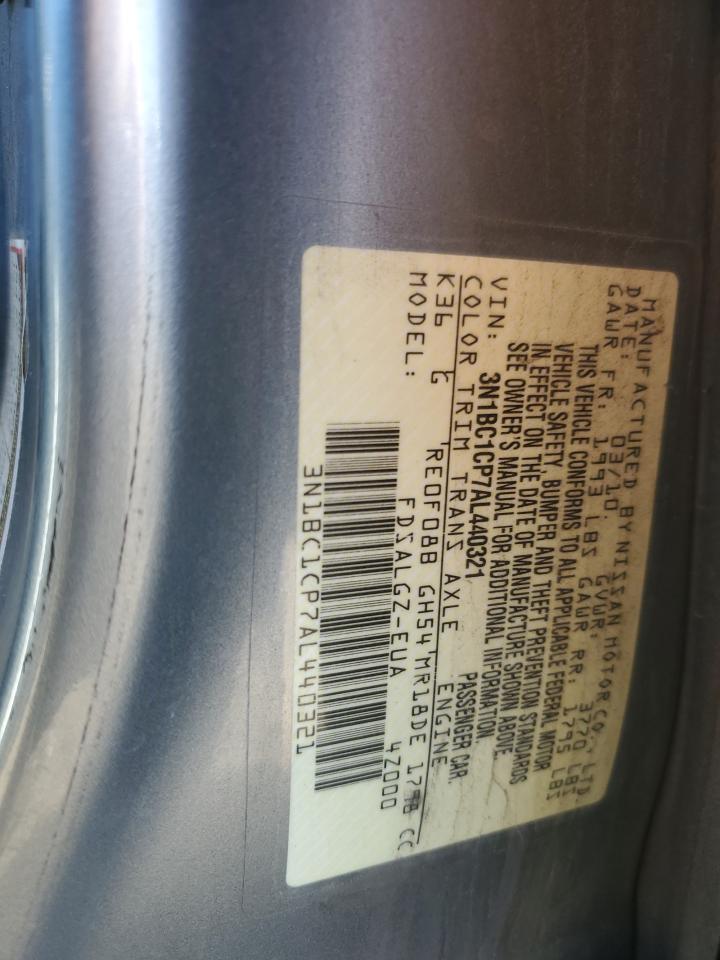 MANUFACTURED BY NISSAN MOTOR CO., LTD.
DATE: 03/10. GVWR: 3770 LBS
GAWR FR: 1993 LBS GAWR RR: 1795 LBS
THIS VEHICLE CONFORMS TO ALL APPLICABLE FEDERAL MOTOR
VEHICLE SAFETY, BUMPER AND THEFT PREVENTION STANDARDS
IN EFFECT ON THE DATE OF MANUFACTURE SHOWN ABOVE.
SEE OWNER'S MANUAL FOR ADDITIONAL INFORMATION.
VIN: 3N1BC1CP7AL440321 PASSENGER CAR
COLOR TRIM TRANS AXLE ENGINE
K36 G RE0F08B GH54 MR18DE 1798 CC
MODEL: FDSALGZ-EUA 4Z000
3N1BC1CP7AL440321